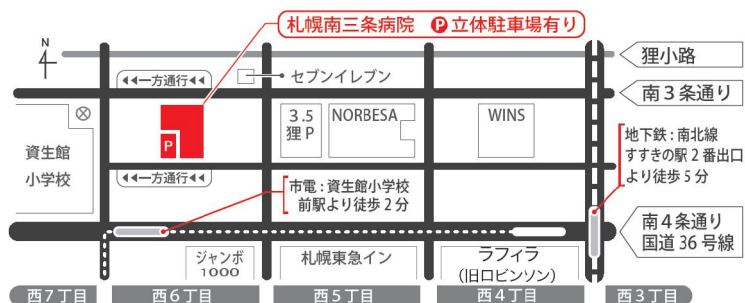 札幌南三条病院 P立体駐車場有り
N
狸小路
◀◀一方通行◀◀
セブンイレブン
南3条通り
3.5
狸P
NORBESA
WINS
P
資生館
小学校
地下鉄:南北線
すすきの駅2番出口
より徒歩5分
◀◀一方通行◀◀
市電:資生館小学校
前駅より徒歩2分
南4条通り
国道36号線
ジャンボ
1000
札幌東急イン
ラフィラ
(旧ロビンソン)
西7丁目
西6丁目
西5丁目
西4丁目
西3丁目